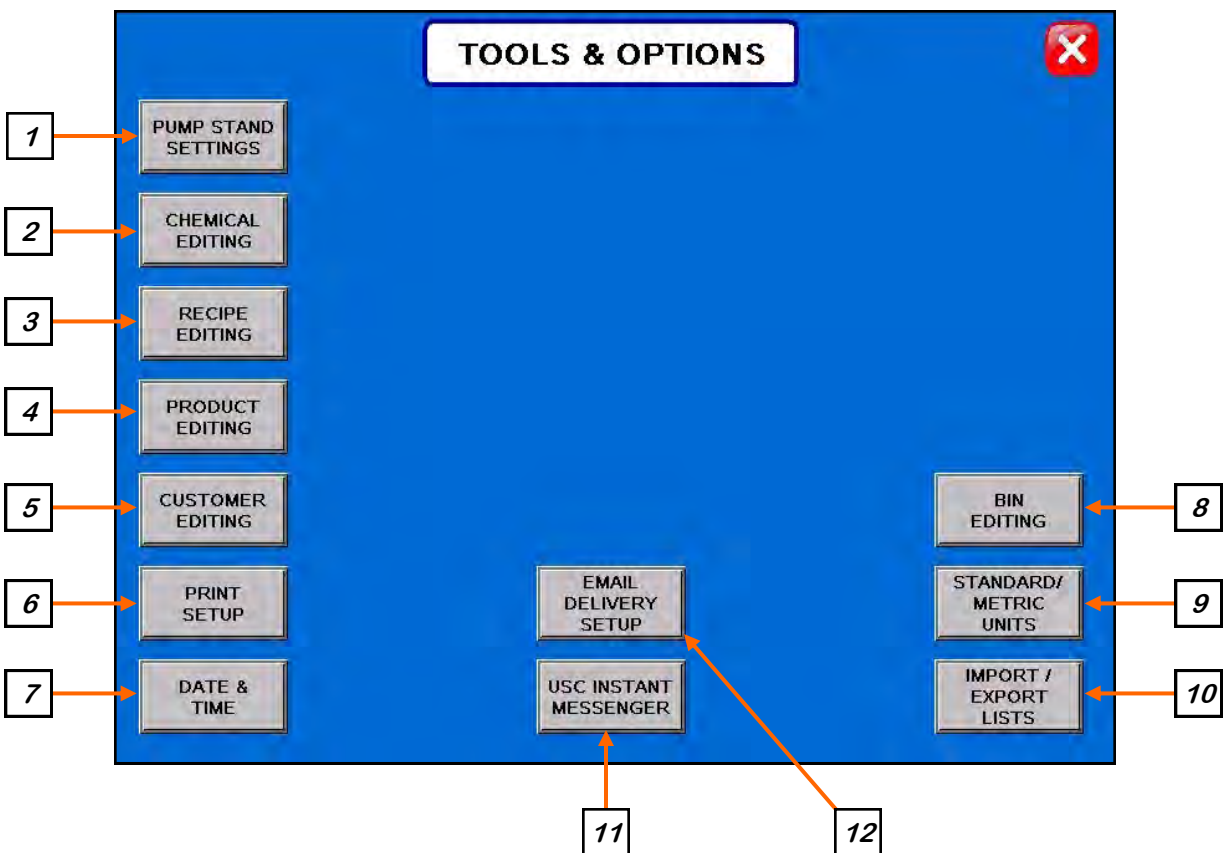 TOOLS & OPTIONS
1
PUMP STAND
SETTINGS
2
CHEMICAL
EDITING
3
RECIPE
EDITING
4
PRODUCT
EDITING
5
CUSTOMER
EDITING
BIN
EDITING
8
6
PRINT
SETUP
EMAIL
DELIVERY
SETUP
STANDARD/
METRIC
UNITS
9
7
DATE &
TIME
USC INSTANT
MESSENGER
IMPORT /
EXPORT
LISTS
10
11
12